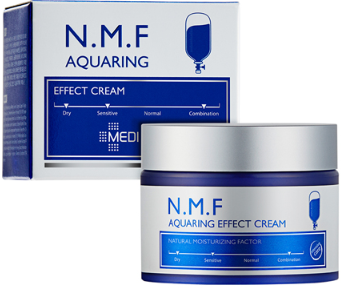 N.M.F
AQUARING
EFFECT CREAM
Dry Sensitive Normal Combination
MEDI
N.M.F
AQUARING EFFECT CREAM
NATURAL MOISTURIZING FACTOR
Dry Sensitive Normal Combination